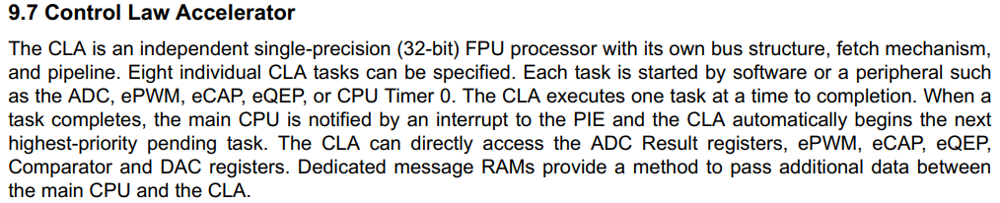 9.7 Control Law Accelerator
The CLA is an independent single-precision (32-bit) FPU processor with its own bus structure, fetch mechanism,
and pipeline. Eight individual CLA tasks can be specified. Each task is started by software or a peripheral such
as the ADC, ePWM, eCAP, eQEP, or CPU Timer 0. The CLA executes one task at a time to completion. When a
task completes, the main CPU is notified by an interrupt to the PIE and the CLA automatically begins the next
highest-priority pending task. The CLA can directly access the ADC Result registers, ePWM, eCAP, eQEP,
Comparator and DAC registers. Dedicated message RAMs provide a method to pass additional data between
the main CPU and the CLA.